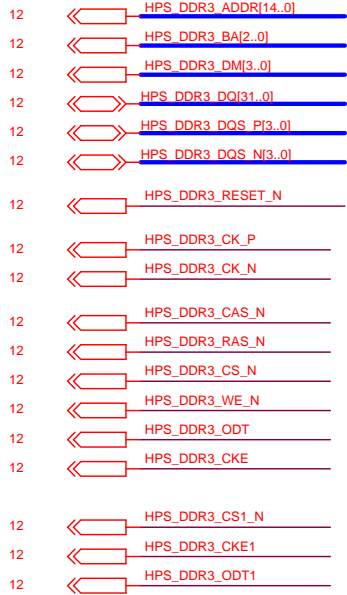 12 HPS_DDR3_ADDR[14..0]
12 HPS_DDR3_BA[2..0]
12 HPS_DDR3_DM[3..0]
12 HPS_DDR3_DQ[31..0]
12 HPS_DDR3_DQS_P[3..0]
12 HPS_DDR3_DQS_N[3..0]
12 HPS_DDR3_RESET_N
12 HPS_DDR3_CK_P
12 HPS_DDR3_CK_N
12 HPS_DDR3_CAS_N
12 HPS_DDR3_RAS_N
12 HPS_DDR3_CS_N
12 HPS_DDR3_WE_N
12 HPS_DDR3_ODT
12 HPS_DDR3_CKE
12 HPS_DDR3_CS1_N
12 HPS_DDR3_CKE1
12 HPS_DDR3_ODT1